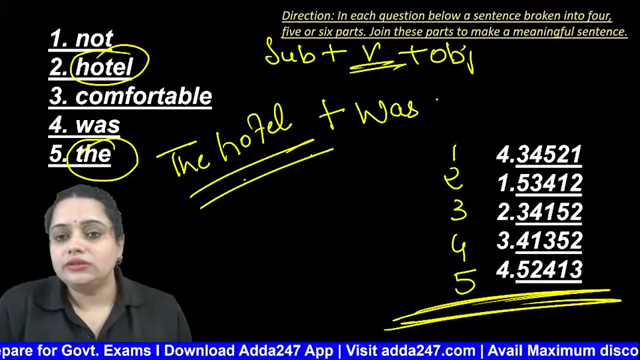 Direction: In each question below a sentence broken into four,
five or six parts. Join these parts to make a meaningful sentence.
1. not
2. hotel
3. comfortable
4. was
5. the
Sub + V + Obj
The hotel + Was
1 4.34521
2 1.53412
3 2.34152
4 3.41352
5 4.52413
epare for Govt. Exams I Download Adda247 App | Visit us: adda247.com | Avail Maximum disco